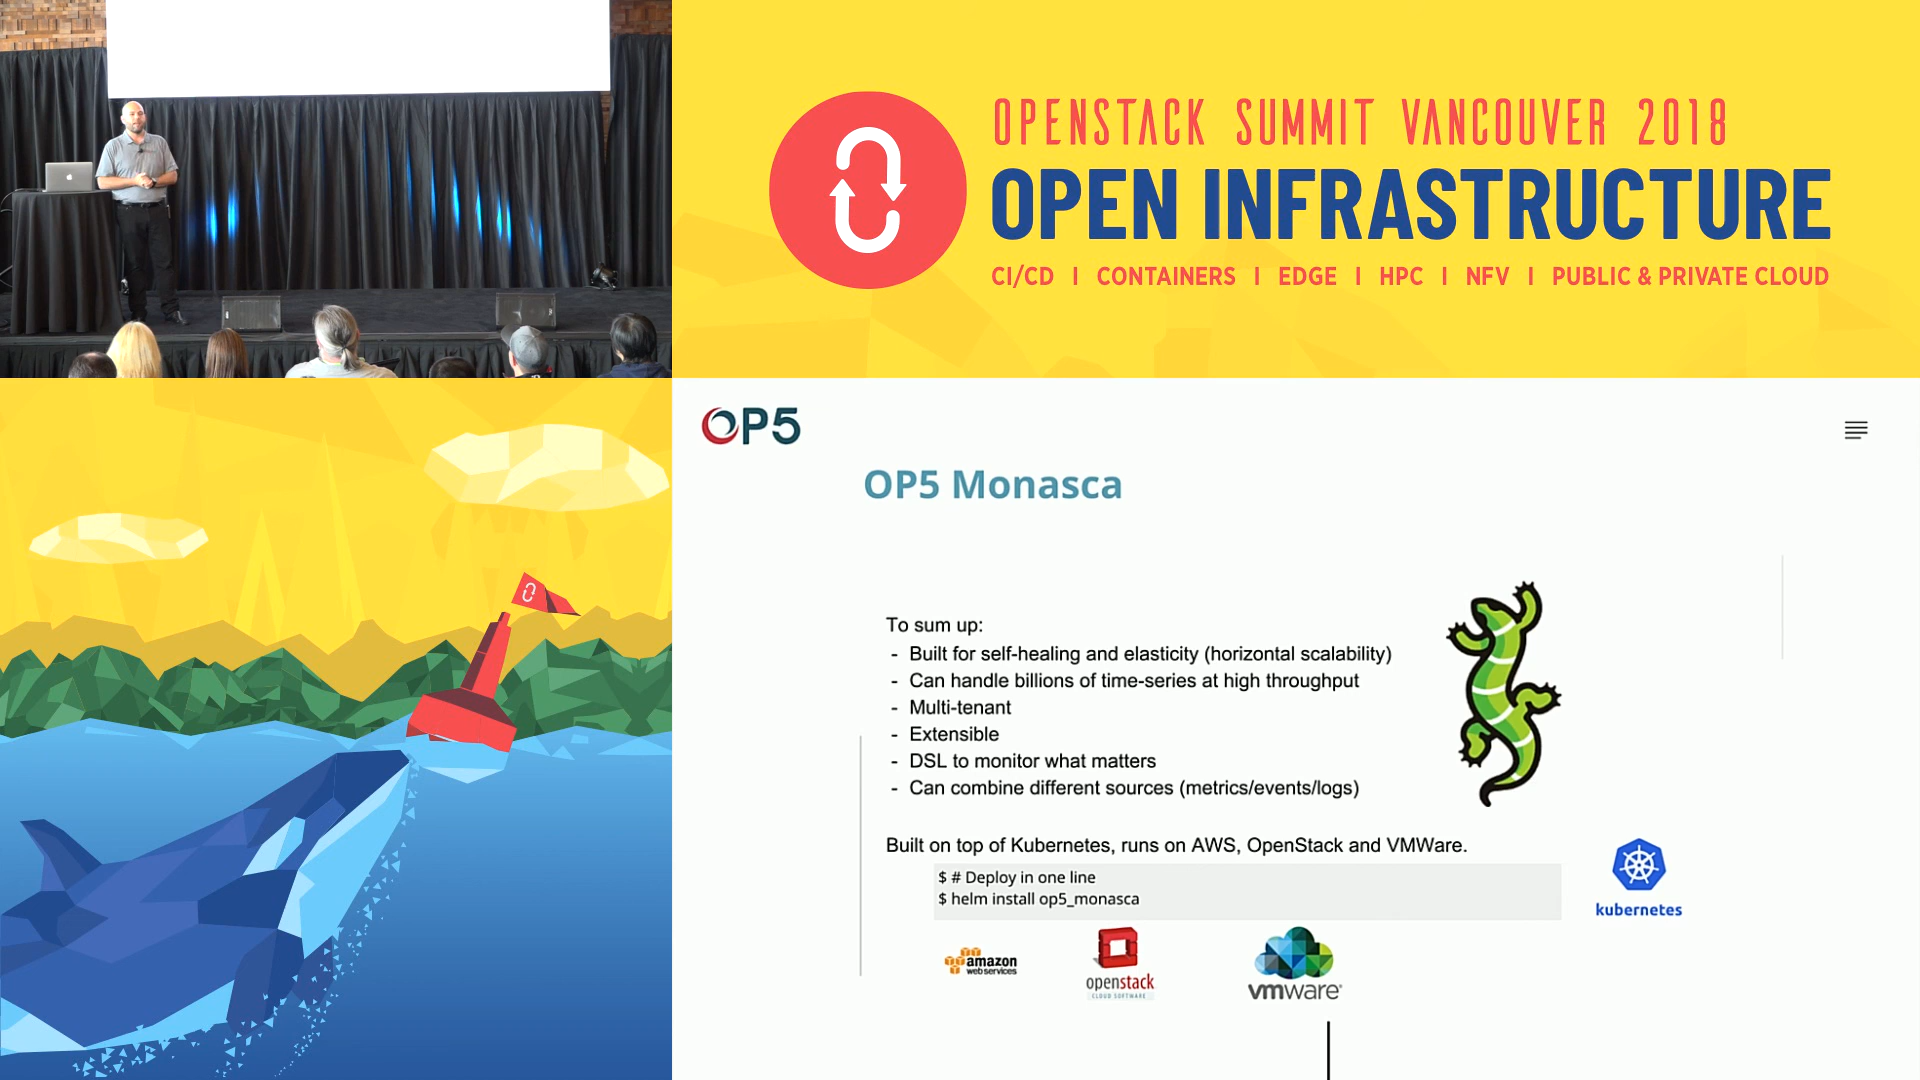 OPENSTACK SUMMIT VANCOUVER 2018
OPEN INFRASTRUCTURE
CI/CD | CONTAINERS | EDGE | HPC | NFV | PUBLIC & PRIVATE CLOUD
OP5
OP5 Monasca
To sum up:
- Built for self-healing and elasticity (horizontal scalability)
- Can handle billions of time-series at high throughput
- Multi-tenant
- Extensible
- DSL to monitor what matters
- Can combine different sources (metrics/events/logs)
Built on top of Kubernetes, runs on AWS, OpenStack and VMWare.
$ # Deploy in one line
$ helm install op5_monasca
kubernetes
amazon
webservices
openstack
CLOUD SOFTWARE
vmware